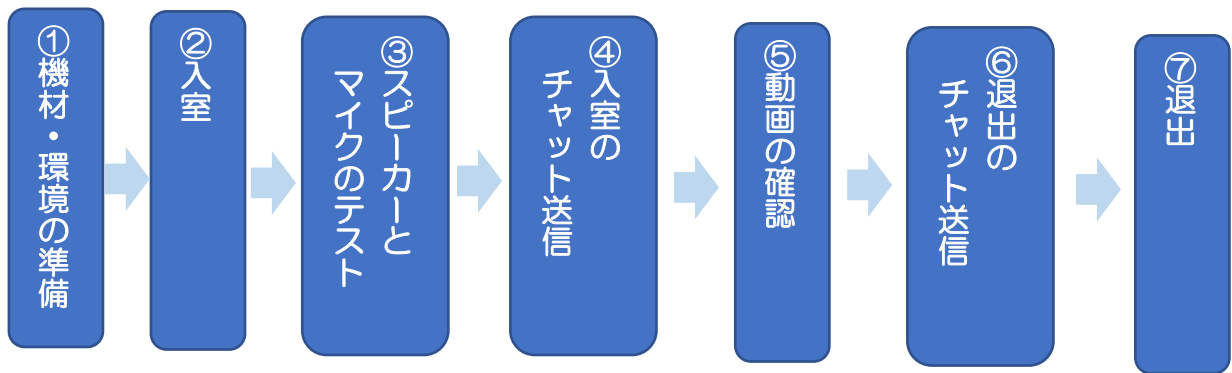 ①機材・環境の準備
②入室
③スピーカーと
マイクのテスト
④入室の
チャット送信
⑤動画の確認
⑥退出の
チャット送信
⑦退出